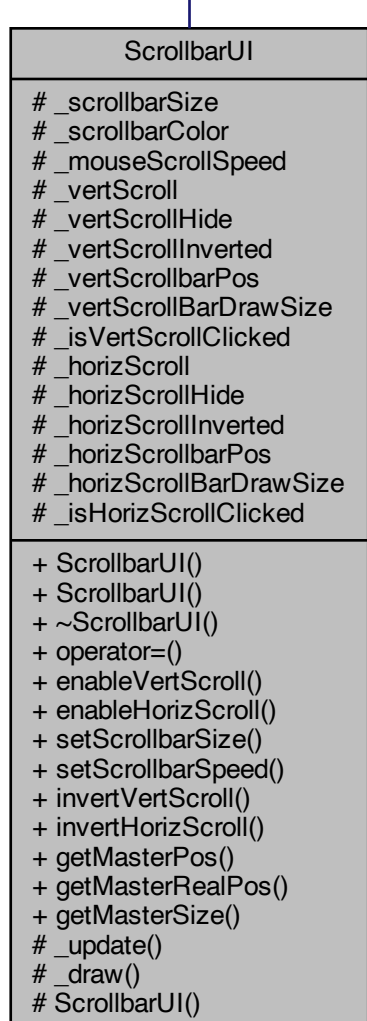 ScrollbarUI
# _scrollbarSize
# _scrollbarColor
# _mouseScrollSpeed
# _vertScroll
# _vertScrollHide
# _vertScrollInverted
# _vertScrollbarPos
# _vertScrollBarDrawSize
# _isVertScrollClicked
# _horizScroll
# _horizScrollHide
# _horizScrollInverted
# _horizScrollbarPos
# _horizScrollBarDrawSize
# _isHorizScrollClicked
+ ScrollbarUI()
+ ScrollbarUI()
+ ~ScrollbarUI()
+ operator=()
+ enableVertScroll()
+ enableHorizScroll()
+ setScrollbarSize()
+ setScrollbarSpeed()
+ invertVertScroll()
+ invertHorizScroll()
+ getMasterPos()
+ getMasterRealPos()
+ getMasterSize()
# _update()
# _draw()
# ScrollbarUI()